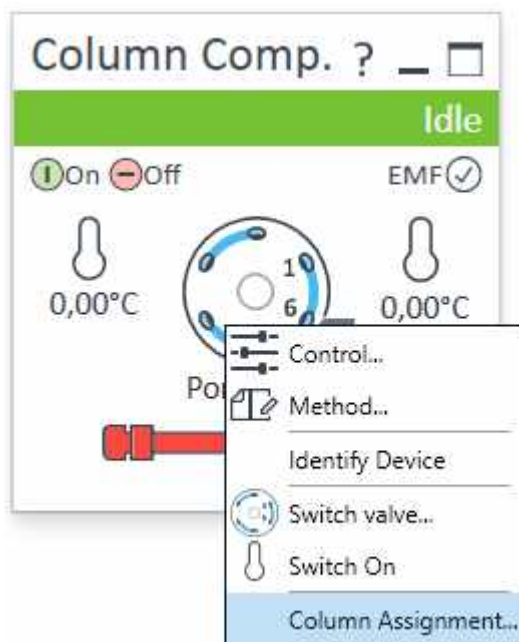 Column Comp. ?
Idle
On Off EMF
1
0,00°C 6 0,00°C
Control...
Method...
Identify Device
Switch valve...
Switch On
Column Assignment...